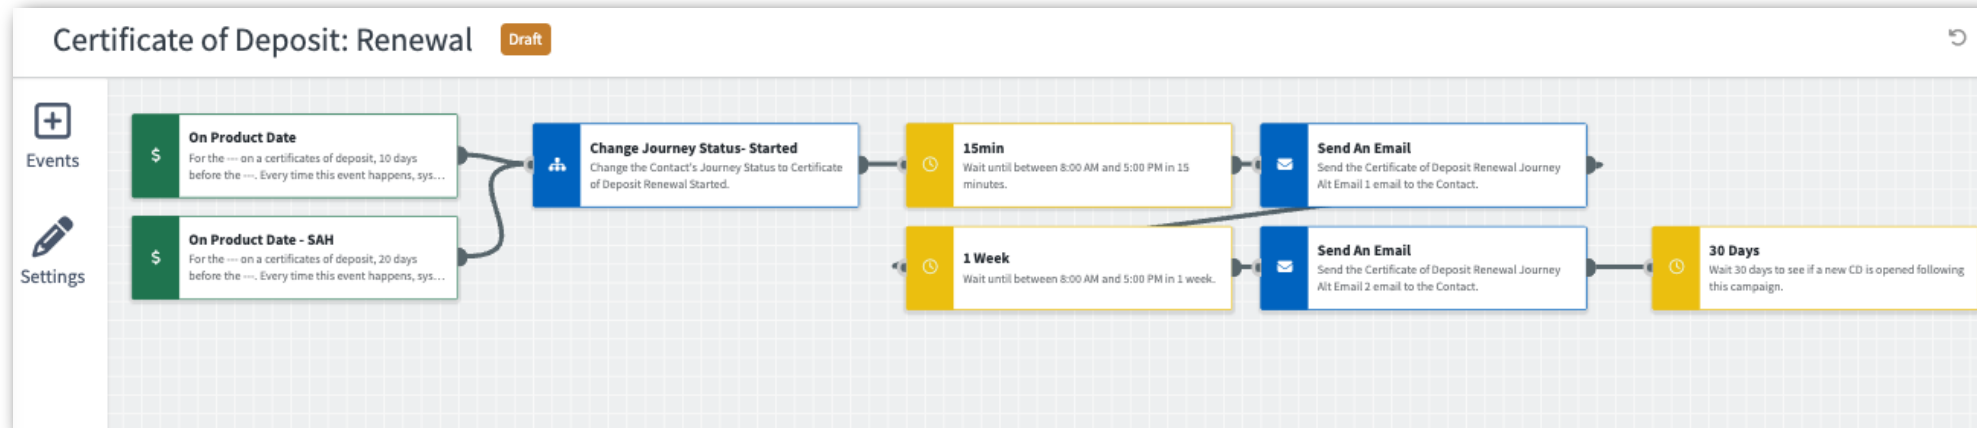 Certificate of Deposit: Renewal
Draft
Events
Settings
On Product Date
For the --- on a certificates of deposit, 10 days
before the ---. Every time this event happens, sys...
On Product Date - SAH
For the --- on a certificates of deposit, 20 days
before the ---. Every time this event happens, sys...
Change Journey Status- Started
Change the Contact's Journey Status to Certificate
of Deposit Renewal Started.
15min
Wait until between 8:00 AM and 5:00 PM in 15
minutes.
Send An Email
Send the Certificate of Deposit Renewal Journey
Alt Email 1 email to the Contact.
1 Week
Wait until between 8:00 AM and 5:00 PM in 1 week.
Send An Email
Send the Certificate of Deposit Renewal Journey
Alt Email 2 email to the Contact.
30 Days
Wait 30 days to see if a new CD is opened following
this campaign.